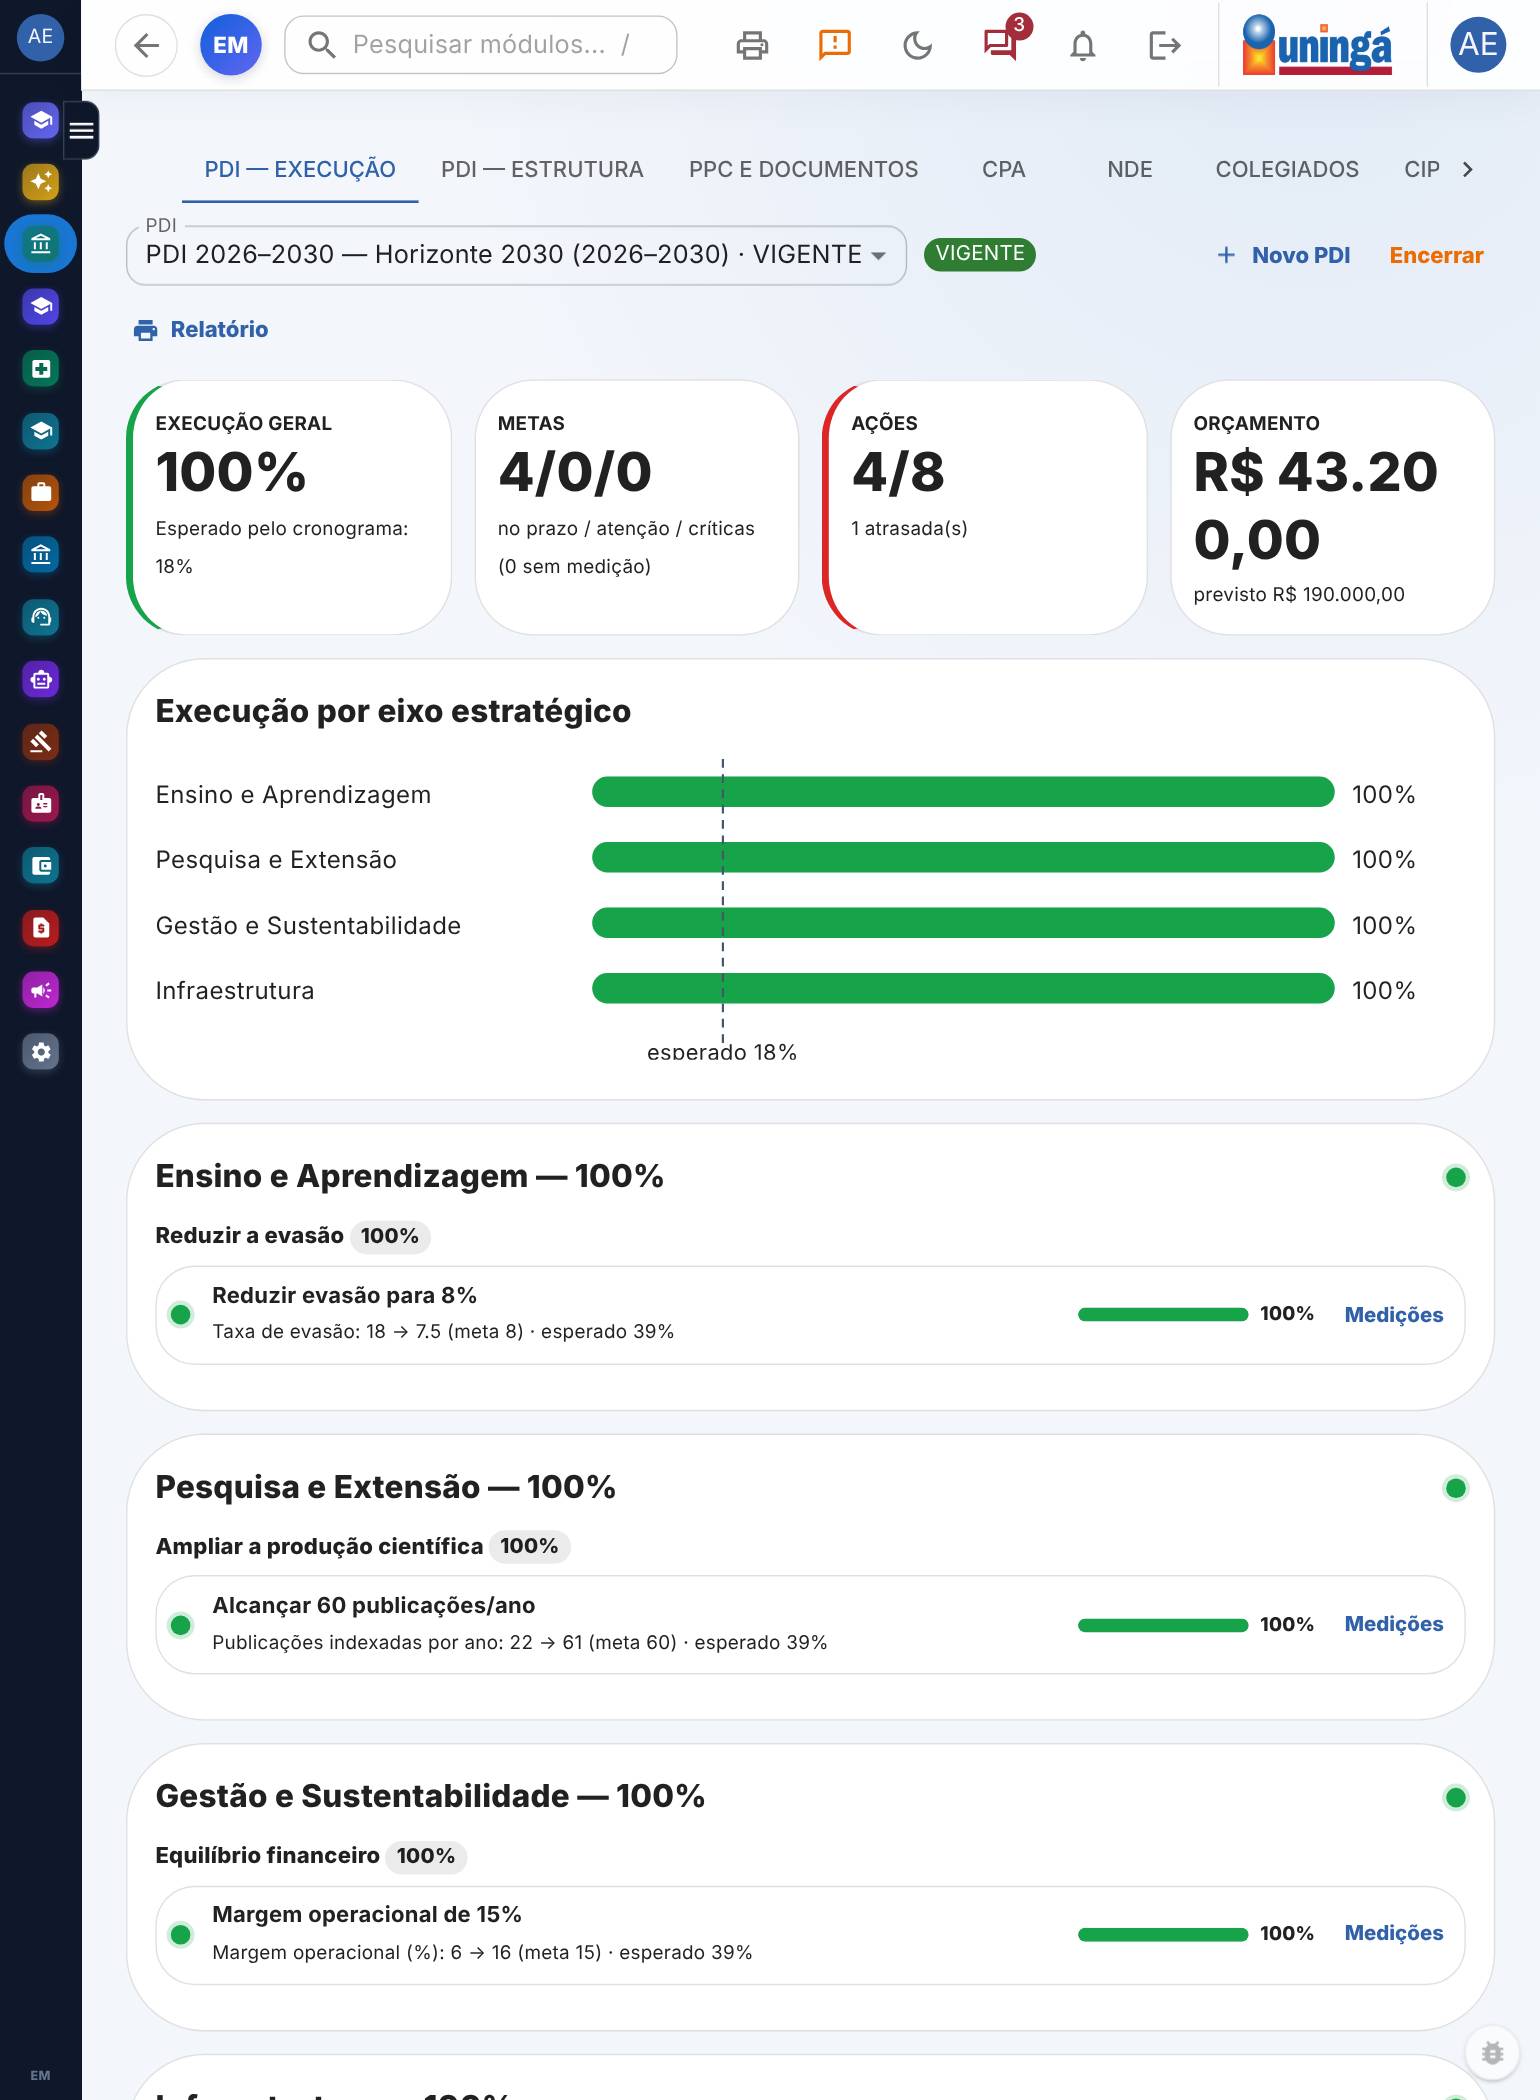 AE
EM
Pesquisar módulos... /
3
uningá
AE
PDI — EXECUÇÃO
PDI — ESTRUTURA
PPC E DOCUMENTOS
CPA
NDE
COLEGIADOS
CIP
PDI
PDI 2026–2030 — Horizonte 2030 (2026–2030) · VIGENTE
VIGENTE
Novo PDI
Encerrar
Relatório
EXECUÇÃO GERAL
100%
Esperado pelo cronograma:
18%
METAS
4/0/0
no prazo / atenção / críticas
(0 sem medição)
AÇÕES
4/8
1 atrasada(s)
ORÇAMENTO
R$ 43.20
0,00
previsto R$ 190.000,00
Execução por eixo estratégico
Ensino e Aprendizagem
100%
Pesquisa e Extensão
100%
Gestão e Sustentabilidade
100%
Infraestrutura
100%
esperado 18%
Ensino e Aprendizagem — 100%
Reduzir a evasão 100%
Reduzir evasão para 8%
Taxa de evasão: 18 → 7.5 (meta 8) · esperado 39%
100%
Medições
Pesquisa e Extensão — 100%
Ampliar a produção científica 100%
Alcançar 60 publicações/ano
Publicações indexadas por ano: 22 → 61 (meta 60) · esperado 39%
100%
Medições
Gestão e Sustentabilidade — 100%
Equilíbrio financeiro 100%
Margem operacional de 15%
Margem operacional (%): 6 → 16 (meta 15) · esperado 39%
100%
Medições
EM